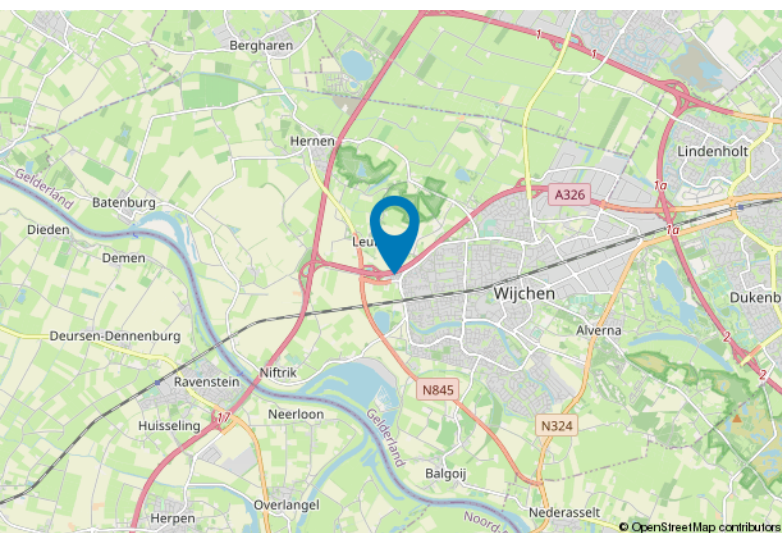 1
1
Bergharen
Hernen
Lindenholt
Gelderland
1a
A326
Batenburg
1a
Dieden
Demen
Wijchen
Alverna
2
Deursen-Dennenburg
Niftrik
2
Ravenstein
N845
Neerloon
17
Huisseling
Gelderland
N324
Balgoij
Overlangel
Nederasselt
Herpen
Noord-
© OpenStreetMap contributors